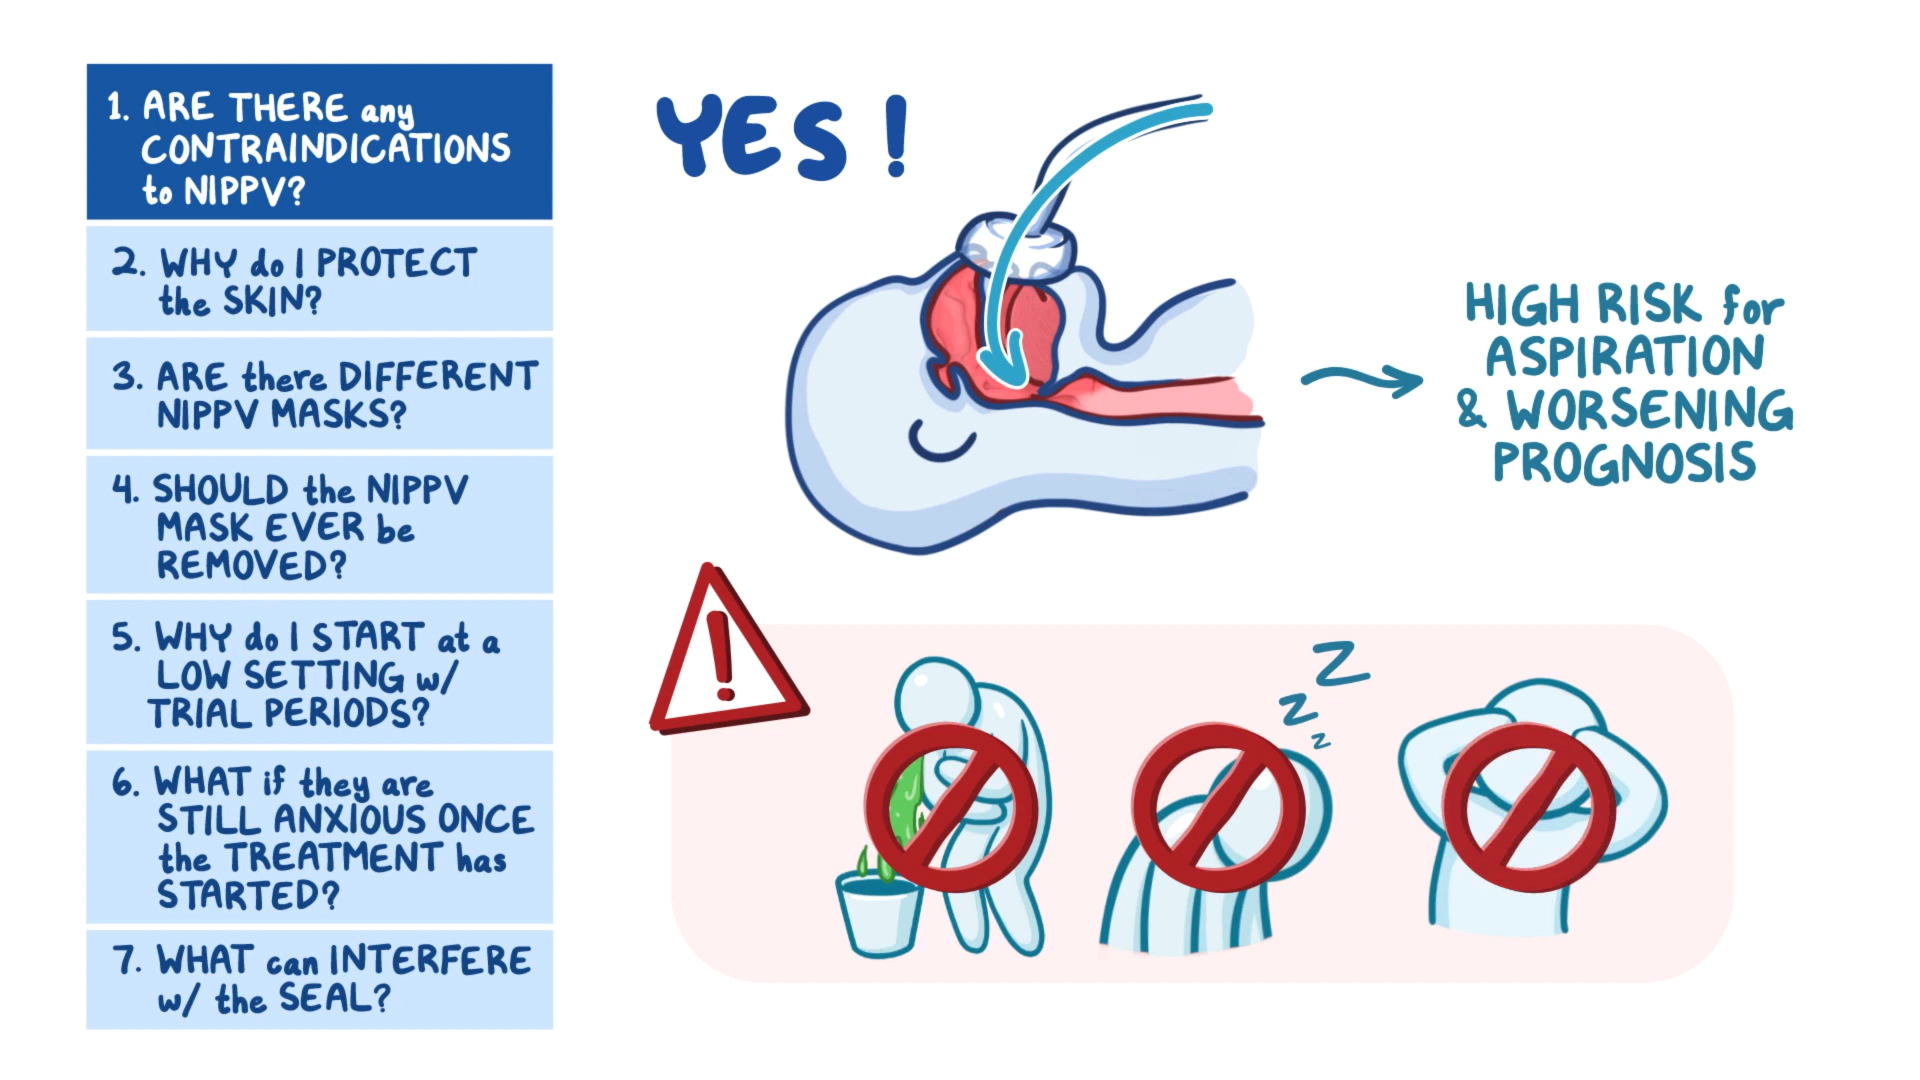 1. ARE THERE any
CONTRAINDICATIONS
to NIPPV?
2. WHY do I PROTECT
the SKIN?
3. ARE there DIFFERENT
NIPPV MASKS?
4. SHOULD the NIPPV
MASK EVER be
REMOVED?
5. WHY do I START at a
LOW SETTING w/
TRIAL PERIODS?
6. WHAT if they are
STILL ANXIOUS ONCE
the TREATMENT has
STARTED?
7. WHAT can INTERFERE
w/ the SEAL?
YES!
HIGH RISK for
ASPIRATION
& WORSENING
PROGNOSIS
!
Z
Z
Z